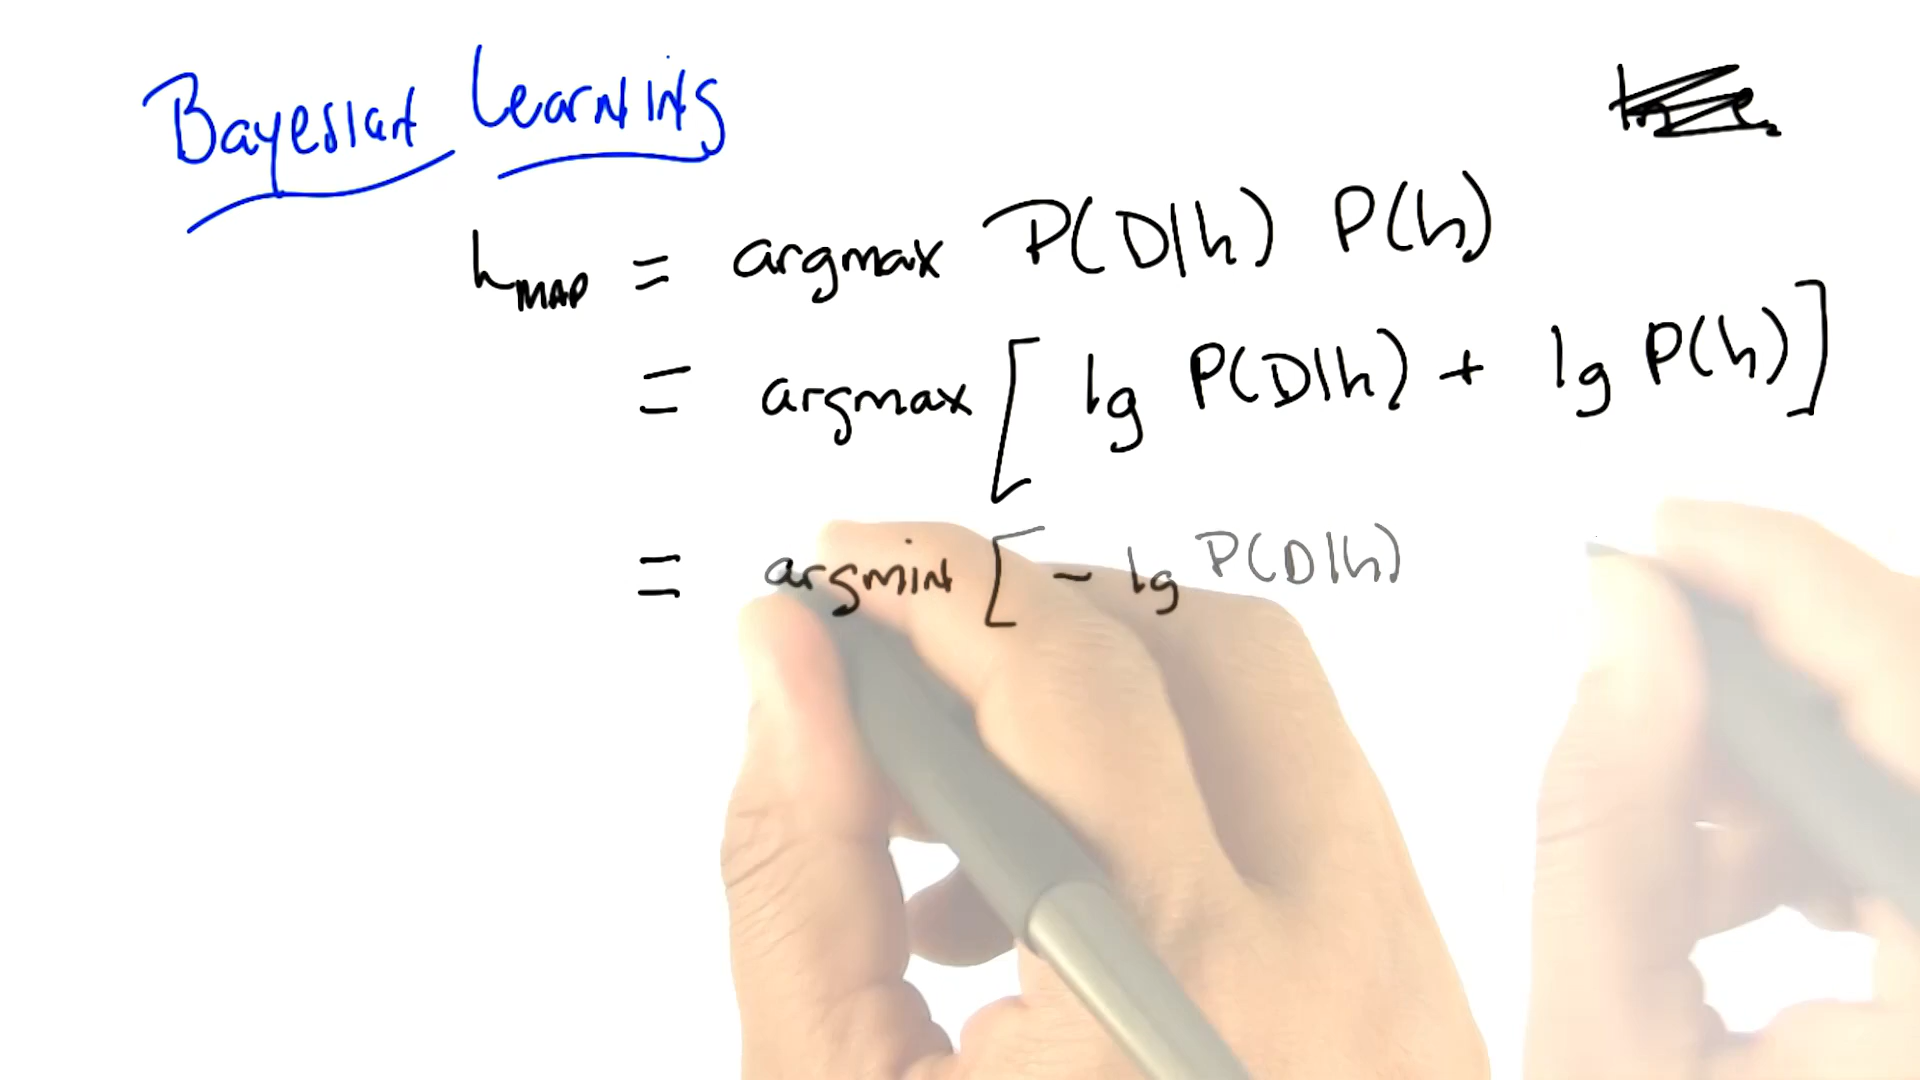 Bayesian Learning
h_MAP = argmax P(D|h) P(h)
= argmax [ lg P(D|h) + lg P(h) ]
= argmin [ - lg P(D|h)